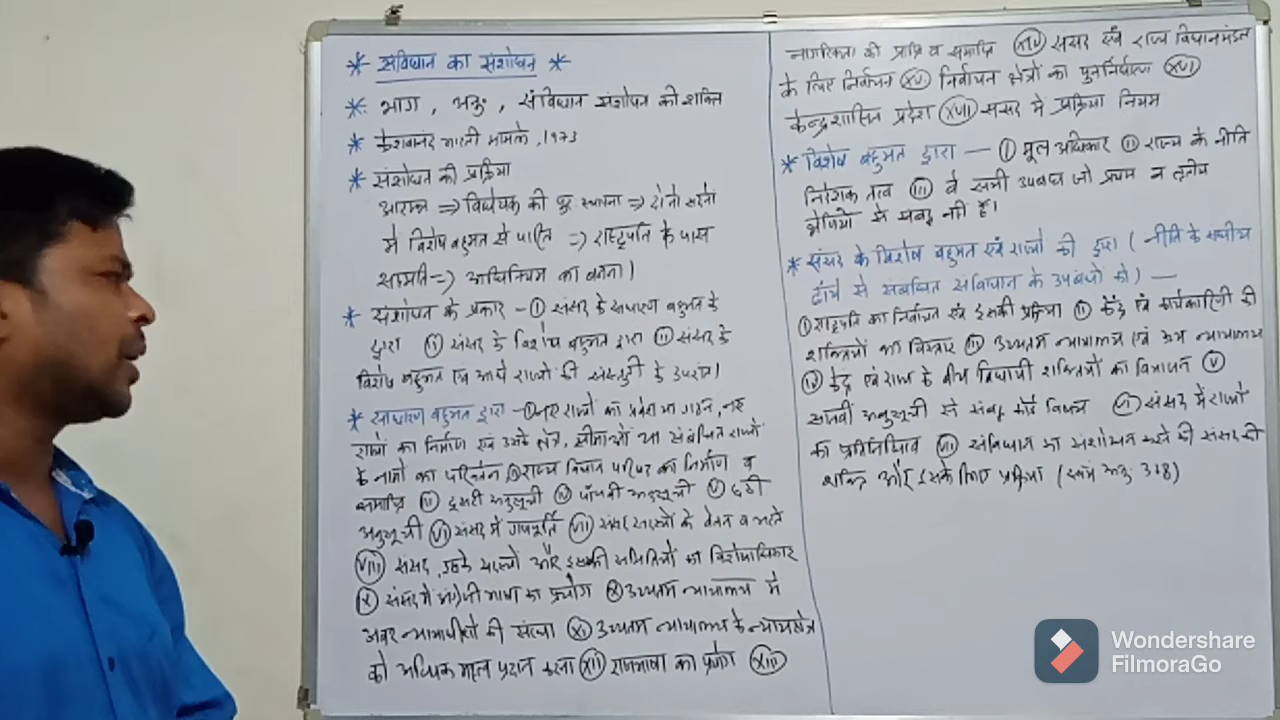 * संविधान का संशोधन *
* भाग, अनु॰, संविधान संशोधन की शक्ति
* केशवानंद भारती मामले, 1973
* संशोधन की प्रक्रिया
आरम्भ ⇒ विधेयक की पुरः स्थापना ⇒ दोनों सदनों
में विशेष बहुमत से पारित ⇒ राष्ट्रपति के पास
सहमति ⇒ अधिनियम का बनना।
* संशोधन के प्रकार - (I) संसद के साधारण बहुमत के
द्वारा (II) संसद के विशेष बहुमत द्वारा (III) संसद के
विशेष बहुमत एवं आधे राज्यों की संस्तुती के उपरांत।
* साधारण बहुमत द्वारा - (I) नए राज्यों का प्रवेश या गठन, नए
राज्यों का निर्माण एवं उनके क्षेत्र, सीमाओं या संबंधित राज्यों
के नामों का परिवर्तन (II) राज्य विधान परिषद का निर्माण व
समाप्ति (III) दूसरी अनुसूची (IV) पाँचवी अनुसूची (V) छठी
अनुसूची (VI) संसद में गणपूर्ति (VII) संसद सदस्यों के वेतन व भत्ते
(VIII) संसद, इसके सदस्यों और इसकी समितियों का विशेषाधिकार
(IX) संसद में अंग्रेजी भाषा का प्रयोग (X) उच्चतम न्यायालय में
अवर न्यायाधीशों की संख्या (XI) उच्चतम न्यायालय के न्यायक्षेत्र
को अधिक महत्व प्रदान करना (XII) राजभाषा का प्रयोग (XIII)
नागरिकता की प्राप्ति व समाप्ति (XIV) संसद एवं राज्य विधानमंडल
के लिए निर्वाचन (XV) निर्वाचन क्षेत्रों का पुनर्निर्धारण (XVI)
केन्द्रशासित प्रदेश (XVII) संसद में प्रक्रिया नियम
* विशेष बहुमत द्वारा — (I) मूल अधिकार (II) राज्य के नीति
निदेशक तत्व (III) वे सभी उपबंध जो प्रथम व तृतीय
श्रेणियों से संबद्ध नहीं हैं।
* संसद के विशेष बहुमत एवं राज्यों की द्वारा ( नीति के संघीय
ढाँचे से संबंधित संविधान के उपबंधों को ) —
(I) राष्ट्रपति का निर्वाचन एवं इसकी प्रक्रिया (II) केंद्र एवं कार्यकारिणी की
शक्तियों का विस्तार (III) उच्चतम न्यायालय एवं उच्च न्यायालय
(IV) केंद्र एवं राज्य के बीच विधायी शक्तियों का विभाजन (V)
सातवीं अनुसूची से संबद्ध कोई विषय (VI) संसद में राज्यों
का प्रतिनिधित्व (VII) संविधान का संशोधन करने की संसद की
शक्ति और इसके लिए प्रक्रिया (स्वयं अनु॰ 368)
Wondershare
FilmoraGo